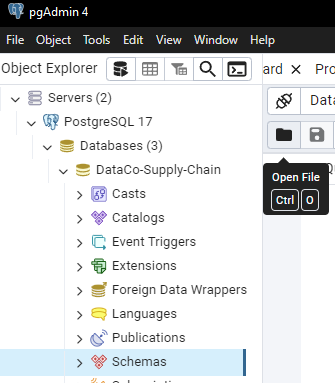 pgAdmin 4
File Object Tools Edit View Window Help
Object Explorer
ard
Pro
Servers (2)
PostgreSQL 17
Data
Databases (3)
DataCo-Supply-Chain
Open File
Ctrl O
Casts
Catalogs
Event Triggers
Extensions
Foreign Data Wrappers
Languages
Publications
Schemas